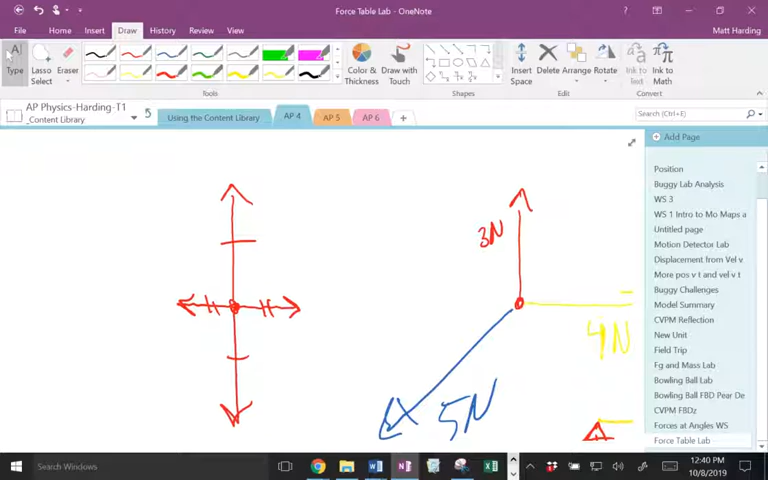 Force Table Lab - OneNote
Matt Harding
File Home Insert Draw History Review View
Type
Lasso Select
Eraser
Color & Thickness
Draw with Touch
Insert Space
Delete
Arrange
Rotate
Ink to Text
Ink to Math
Tools
Shapes
Edit
Convert
AP Physics-Harding-T1
_Content Library
Using the Content Library
AP 4
AP 5
AP 6
Search (Ctrl+E)
Add Page
Position
Buggy Lab Analysis
WS 3
WS 1 Intro to Mo Maps a
Untitled page
Motion Detector Lab
Displacement from Vel v
More pos v t and vel v t
Buggy Challenges
Model Summary
CVPM Reflection
New Unit
Field Trip
Fg and Mass Lab
Bowling Ball Lab
Bowling Ball FBD Pear De
CVPM FBDz
Forces at Angles WS
Force Table Lab
3N
4N
5N
Search Windows
12:40 PM
10/8/2019